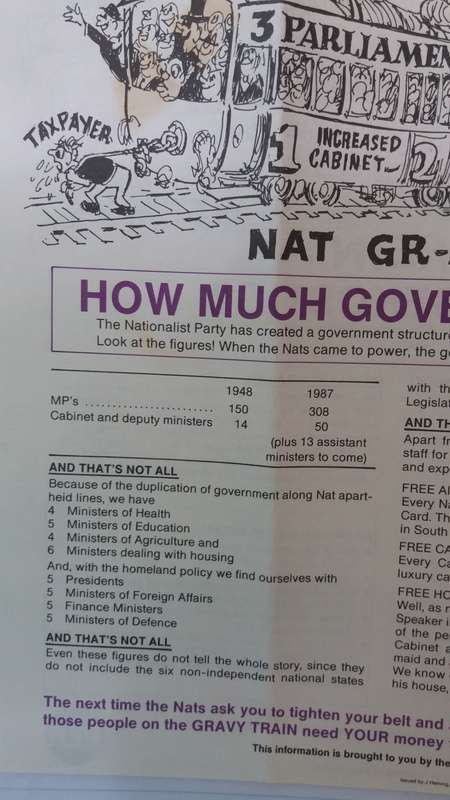 3 PARLIAMEN
TAXPAYER
1 INCREASED
CABINET 2
NAT GR-
HOW MUCH GOVE
The Nationalist Party has created a government structure
Look at the figures! When the Nats came to power, the g
1948 1987
MP's ........................ 150 308
Cabinet and deputy ministers 14 50
(plus 13 assistant
ministers to come)
AND THAT'S NOT ALL
Because of the duplication of government along Nat apart-
heid lines, we have
4 Ministers of Health
5 Ministers of Education
4 Ministers of Agriculture and
6 Ministers dealing with housing
And, with the homeland policy we find ourselves with
5 Presidents
5 Ministers of Foreign Affairs
5 Finance Ministers
5 Ministers of Defence
AND THAT'S NOT ALL
Even these figures do not tell the whole story, since they
do not include the six non-independent national states
with th
Legislat
AND TH
Apart fr
staff for
and exp
FREE AI
Every Na
Card. Th
in South
FREE CA
Every Ca
luxury ca
FREE HO
Well, as r
Speaker i
of the pe
Cabinet a
maid and
We know
his house,
The next time the Nats ask you to tighten your belt and
those people on the GRAVY TRAIN need YOUR money
This information is brought to you by the
Issued by J